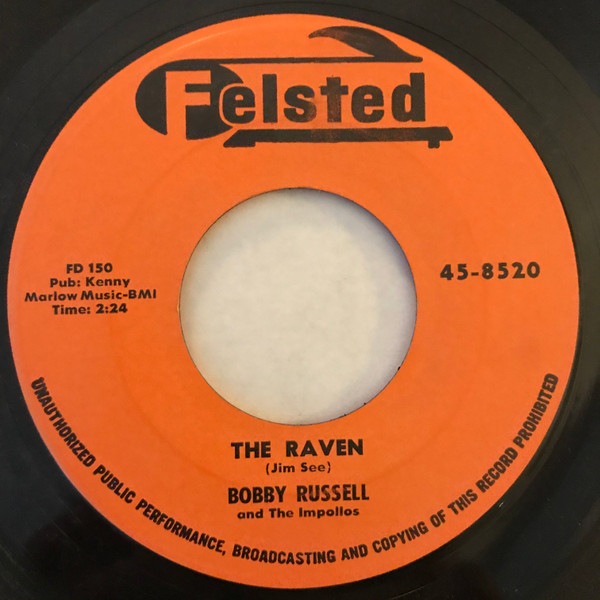 Felsted
FD 150
Pub: Kenny
Marlow Music-BMI
Time: 2:24
45-8520
THE RAVEN
(Jim See)
BOBBY RUSSELL
and The Impollos
UNAUTHORIZED PUBLIC PERFORMANCE, BROADCASTING AND COPYING OF THIS RECORD PROHIBITED